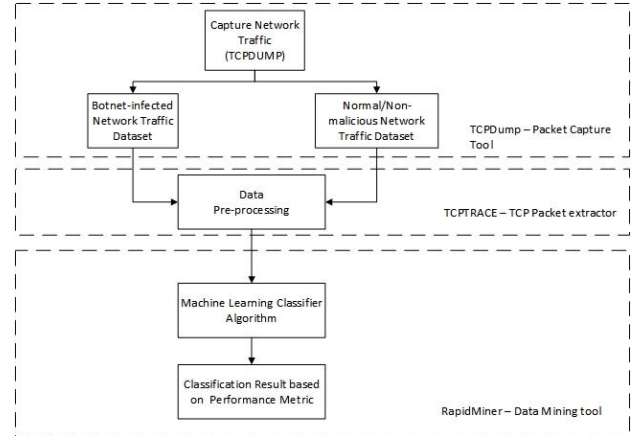 Capture Network
Traffic
(TCPDUMP)
Botnet-infected
Network Traffic
Dataset
Normal/Non-
malicious Network
Traffic Dataset
TCPDump – Packet Capture
Tool
Data
Pre-processing
TCPTRACE – TCP Packet extractor
Machine Learning Classifier
Algorithm
Classification Result based
on Performance Metric
RapidMiner – Data Mining tool